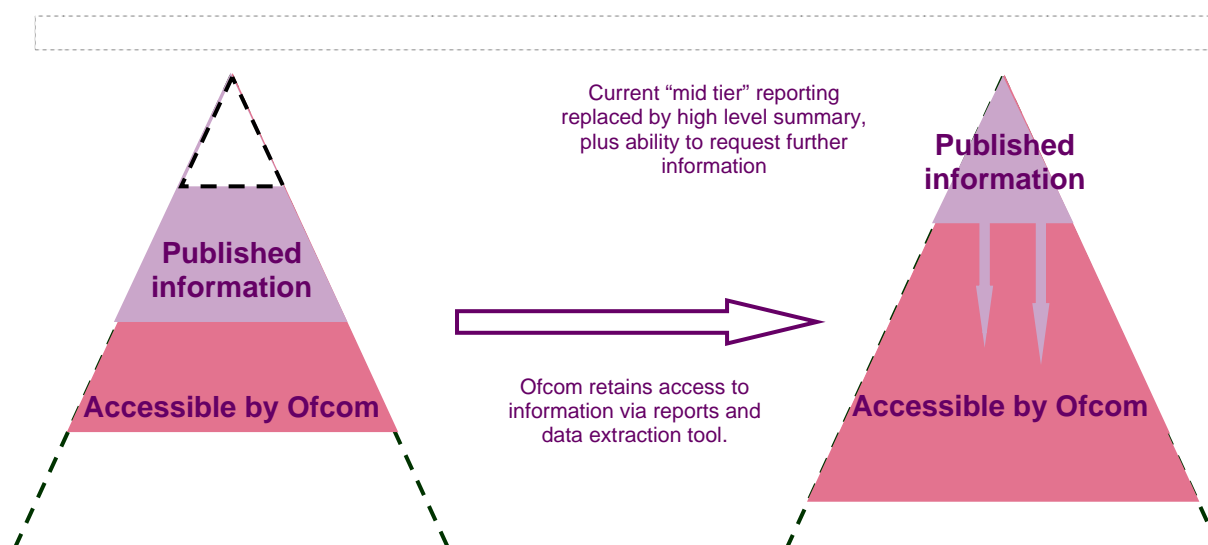 Current “mid tier” reporting
replaced by high level summary,
plus ability to request further
information
Published
information
Accessible by Ofcom
Ofcom retains access to
information via reports and
data extraction tool.
Published
information
Accessible by Ofcom